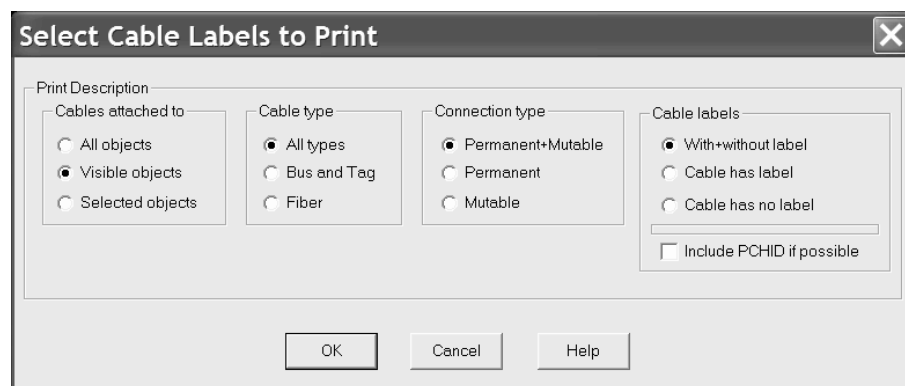 Select Cable Labels to Print
Print Description
Cables attached to
All objects
Visible objects
Selected objects
Cable type
All types
Bus and Tag
Fiber
Connection type
Permanent+Mutable
Permanent
Mutable
Cable labels
With+without label
Cable has label
Cable has no label
Include PCHID if possible
OK
Cancel
Help